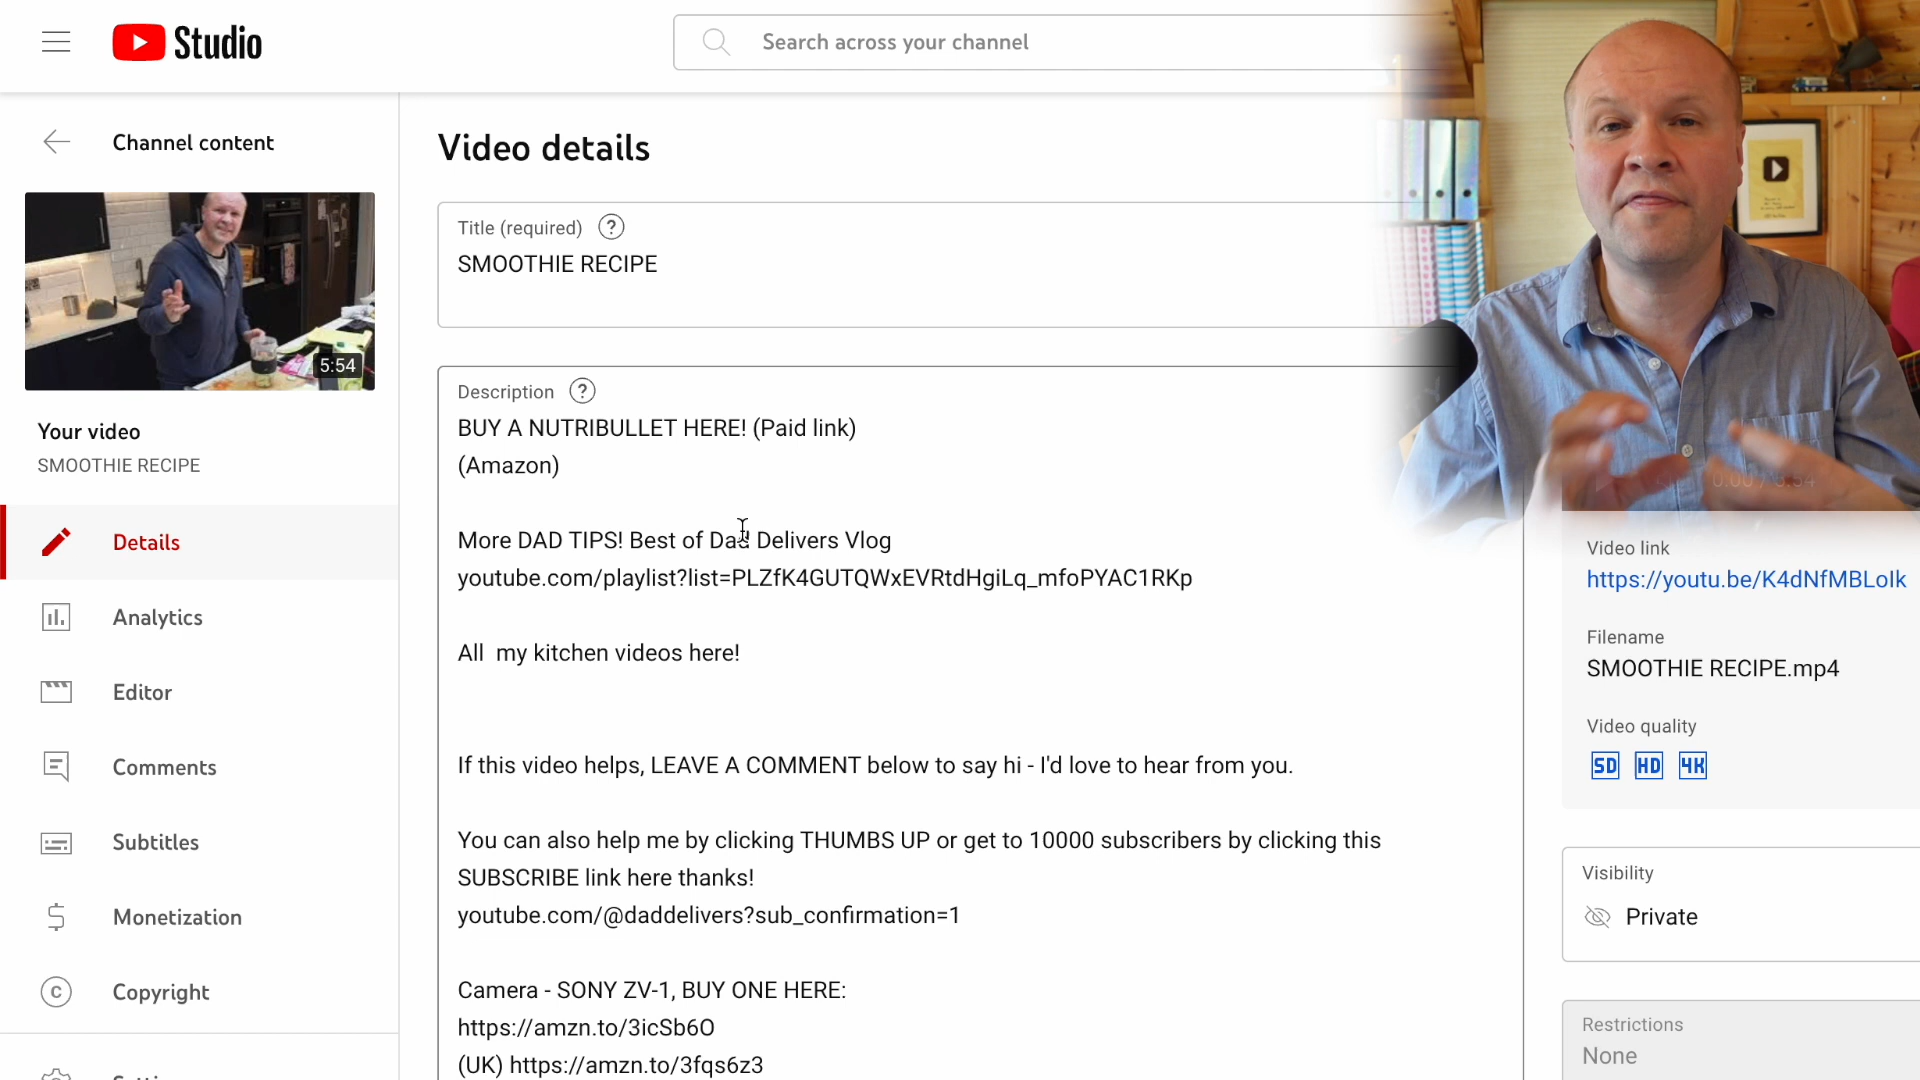 Studio
Search across your channel
Channel content
5:54
Your video
SMOOTHIE RECIPE
Details
Analytics
Editor
Comments
Subtitles
Monetization
Copyright
Video details
Title (required) ?
SMOOTHIE RECIPE
Description ?
BUY A NUTRIBULLET HERE! (Paid link)
(Amazon)
More DAD TIPS! Best of Dad Delivers Vlog
youtube.com/playlist?list=PLZfK4GUTQWxEVRtdHgiLq_mfoPYAC1RKp
All  my kitchen videos here!
If this video helps, LEAVE A COMMENT below to say hi - I'd love to hear from you.
You can also help me by clicking THUMBS UP or get to 10000 subscribers by clicking this
SUBSCRIBE link here thanks!
youtube.com/@daddelivers?sub_confirmation=1
Camera - SONY ZV-1, BUY ONE HERE:
https://amzn.to/3icSb6O
(UK) https://amzn.to/3fqs6z3
Video link
https://youtu.be/K4dNfMBLoIk
Filename
SMOOTHIE RECIPE.mp4
Video quality
SD HD 4K
Visibility
Private
Restrictions
None